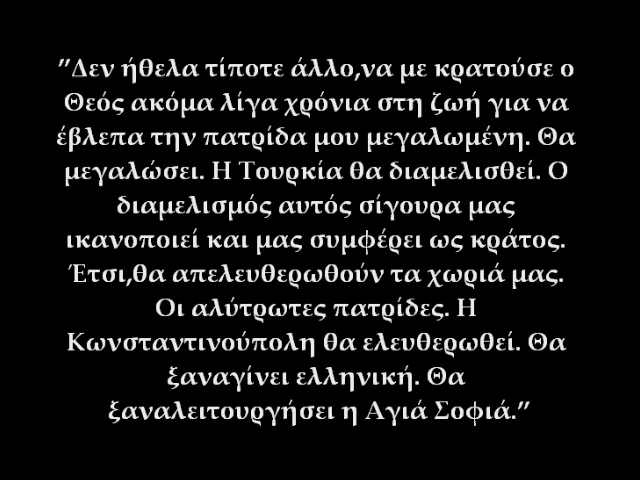 "Δεν ήθελα τίποτε άλλο,να με κρατούσε ο
Θεός ακόμα λίγα χρόνια στη ζωή για να
έβλεπα την πατρίδα μου μεγαλωμένη. Θα
μεγαλώσει. Η Τουρκία θα διαμελισθεί. Ο
διαμελισμός αυτός σίγουρα μας
ικανοποιεί και μας συμφέρει ως κράτος.
Έτσι,θα απελευθερωθούν τα χωριά μας.
Οι αλύτρωτες πατρίδες. Η
Κωνσταντινούπολη θα ελευθερωθεί. Θα
ξαναγίνει ελληνική. Θα
ξαναλειτουργήσει η Αγιά Σοφιά."